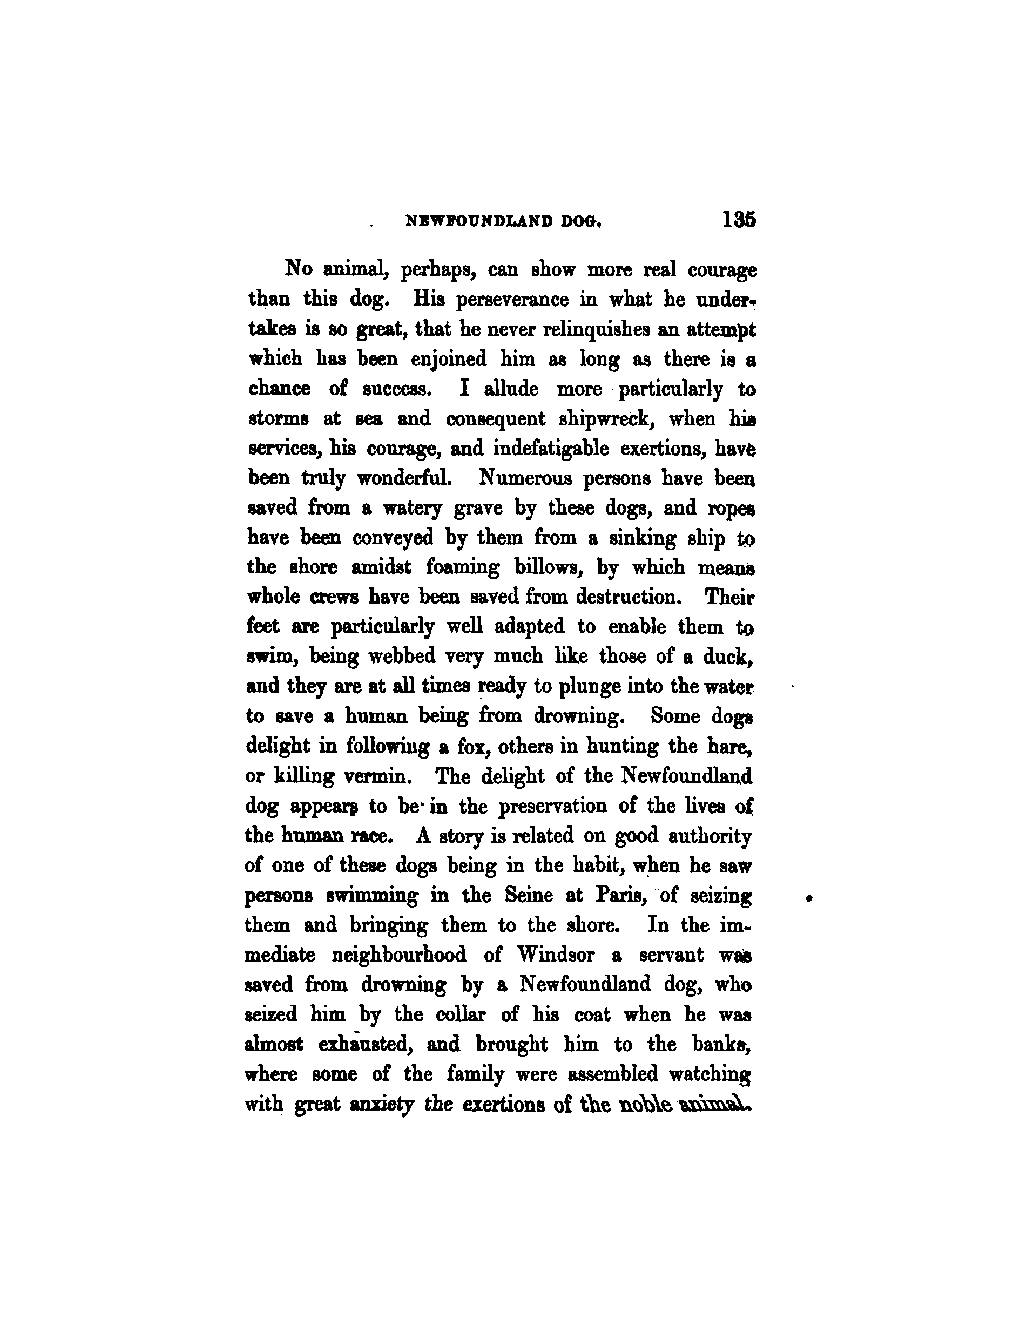 NEWFOUNDLAND DOG. 135
No animal, perhaps, can show more real courage
than this dog. His perseverance in what he under-
takes is so great, that he never relinquishes an attempt
which has been enjoined him as long as there is a
chance of success. I allude more particularly to
storms at sea and consequent shipwreck, when his
services, his courage, and indefatigable exertions, have
been truly wonderful. Numerous persons have been
saved from a watery grave by these dogs, and ropes
have been conveyed by them from a sinking ship to
the shore amidst foaming billows, by which means
whole crews have been saved from destruction. Their
feet are particularly well adapted to enable them to
swim, being webbed very much like those of a duck,
and they are at all times ready to plunge into the water
to save a human being from drowning. Some dogs
delight in following a fox, others in hunting the hare,
or killing vermin. The delight of the Newfoundland
dog appears to be in the preservation of the lives of
the human race. A story is related on good authority
of one of these dogs being in the habit, when he saw
persons swimming in the Seine at Paris, of seizing
them and bringing them to the shore. In the im-
mediate neighbourhood of Windsor a servant was
saved from drowning by a Newfoundland dog, who
seized him by the collar of his coat when he was
almost exhausted, and brought him to the banks,
where some of the family were assembled watching
with great anxiety the exertions of the noble animal.